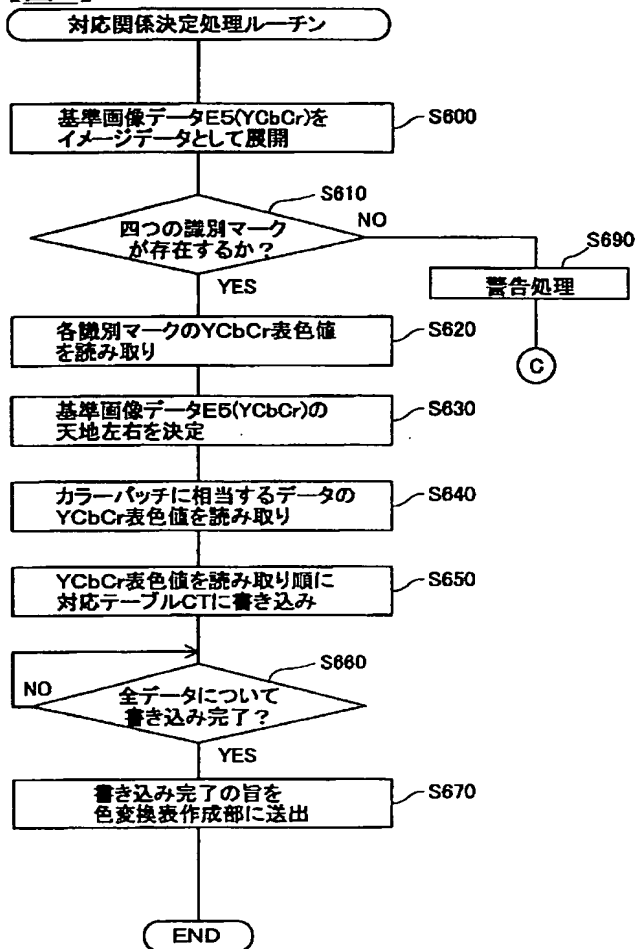 対応関係決定処理ルーチン
基準画像データE5(YCbCr)を
イメージデータとして展開
S600
S610
四つの識別マーク
が存在するか？
NO
YES
S690
警告処理
C
各識別マークのYCbCr表色値
を読み取り
S620
基準画像データE5(YCbCr)の
天地左右を決定
S630
カラーパッチに相当するデータの
YCbCr表色値を読み取り
S640
YCbCr表色値を読み取り順に
対応テーブルCTに書き込み
S650
S660
NO
全データについて
書き込み完了？
YES
書き込み完了の旨を
色変換表作成部に送出
S670
END